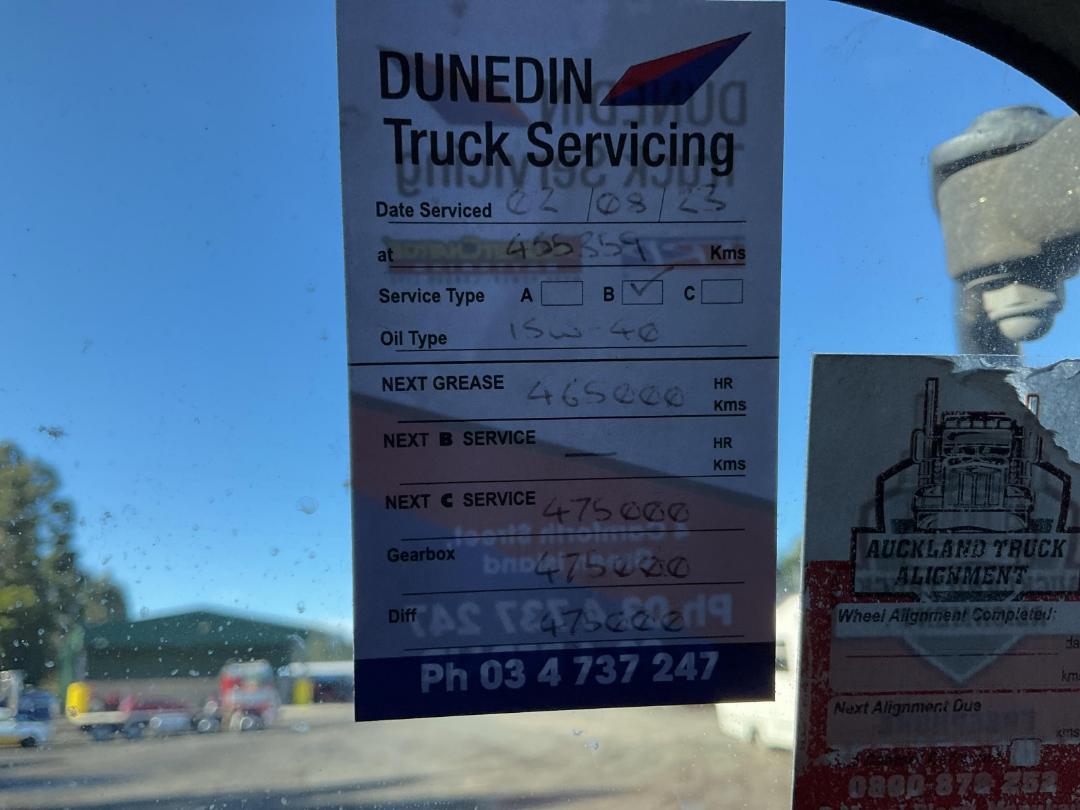 DUNEDIN
Truck Servicing
Date Serviced 02/08/23
at 455359 Kms
Service Type A B ✓ C
Oil Type 15W-40
NEXT GREASE 465000 HR Kms
NEXT B SERVICE — HR Kms
NEXT C SERVICE 475000
Gearbox 475000
Diff 475000
Ph 03 4 737 247
AUCKLAND TRUCK
ALIGNMENT
Wheel Alignment Completed:
kms
Next Alignment Due
kms